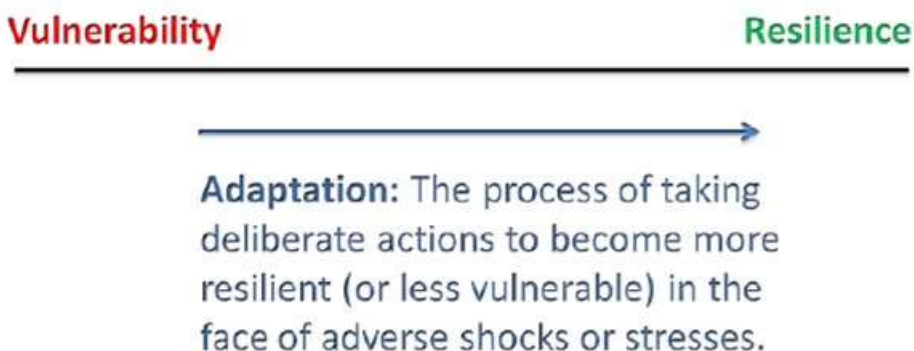 Vulnerability Resilience
Adaptation: The process of taking
deliberate actions to become more
resilient (or less vulnerable) in the
face of adverse shocks or stresses.